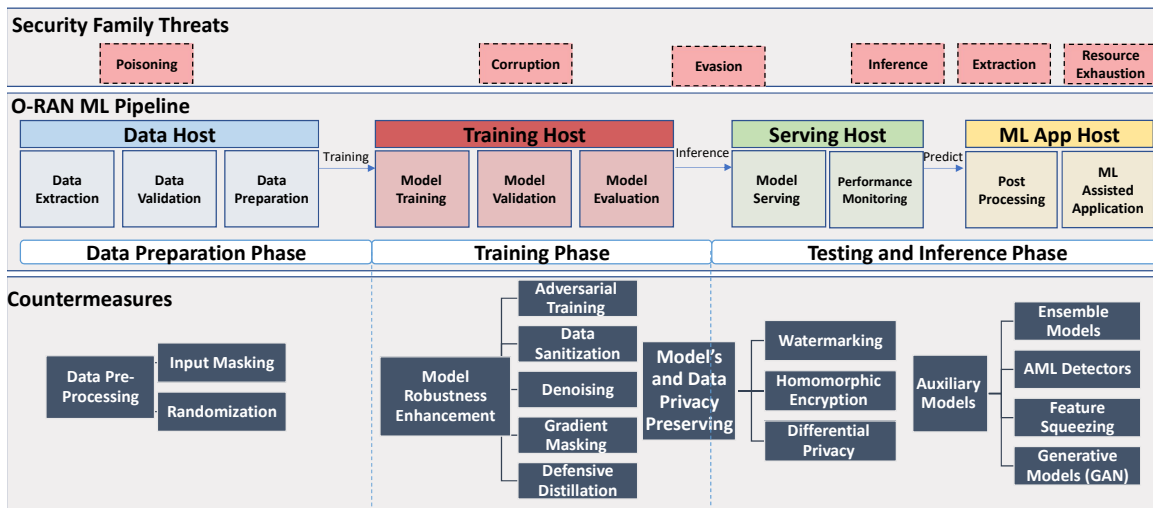 Security Family Threats
Poisoning
Corruption
Evasion
Inference
Extraction
Resource
Exhaustion
O-RAN ML Pipeline
Data Host
Data
Extraction
Data
Validation
Data
Preparation
Training
Training Host
Model
Training
Model
Validation
Model
Evaluation
Inference
Serving Host
Model
Serving
Performance
Monitoring
Predict
ML App Host
Post
Processing
ML
Assisted
Application
Data Preparation Phase
Training Phase
Testing and Inference Phase
Countermeasures
Data Pre-
Processing
Input Masking
Randomization
Model
Robustness
Enhancement
Adversarial
Training
Data
Sanitization
Denoising
Gradient
Masking
Defensive
Distillation
Model's
and Data
Privacy
Preserving
Watermarking
Homomorphic
Encryption
Differential
Privacy
Auxiliary
Models
Ensemble
Models
AML Detectors
Feature
Squeezing
Generative
Models (GAN)